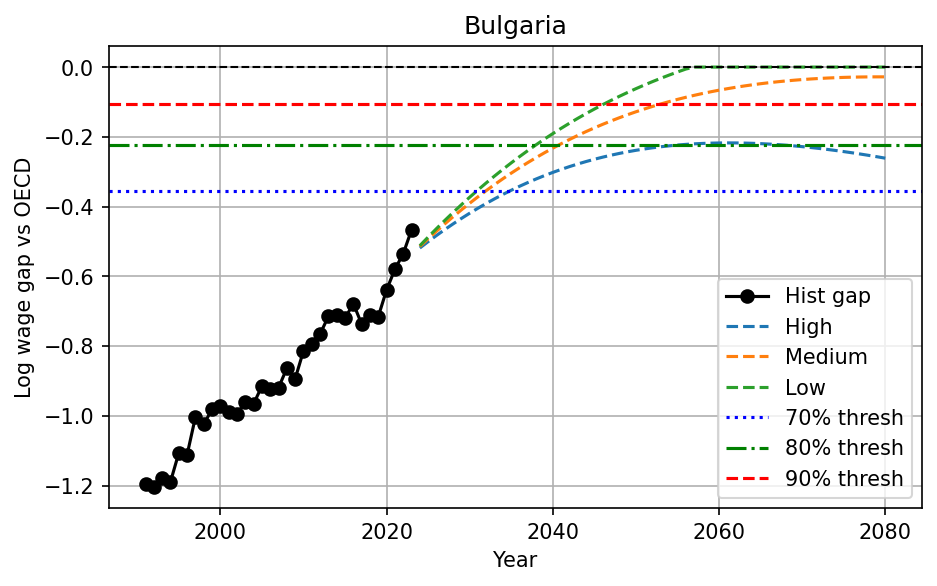 Bulgaria
Log wage gap vs OECD
0.0
−0.2
−0.4
−0.6
−0.8
−1.0
−1.2
Hist gap
High
Medium
Low
70% thresh
80% thresh
90% thresh
2000 2020 2040 2060 2080
Year